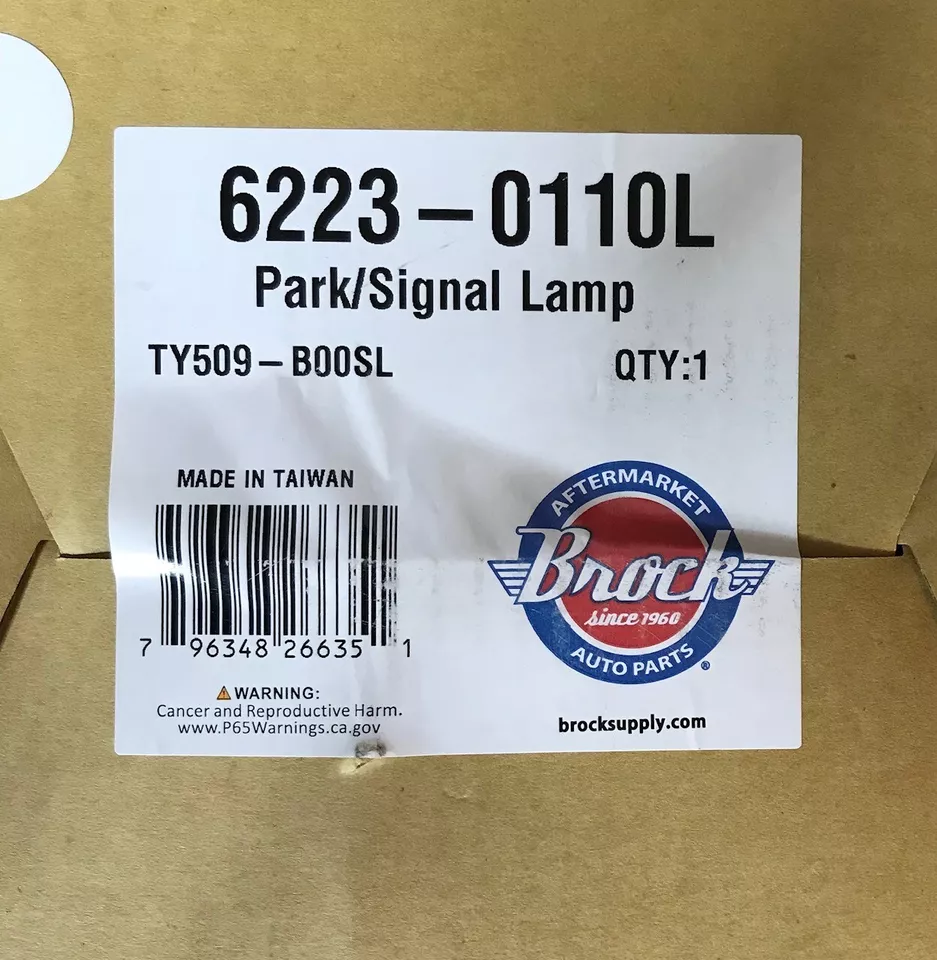 6223-0110L
Park/Signal Lamp
TY509-B00SL QTY:1
MADE IN TAIWAN
7 96348 26635 1
⚠WARNING:
Cancer and Reproductive Harm.
www.P65Warnings.ca.gov
AFTERMARKET
Brock
since 1960
AUTO PARTS ®
brocksupply.com